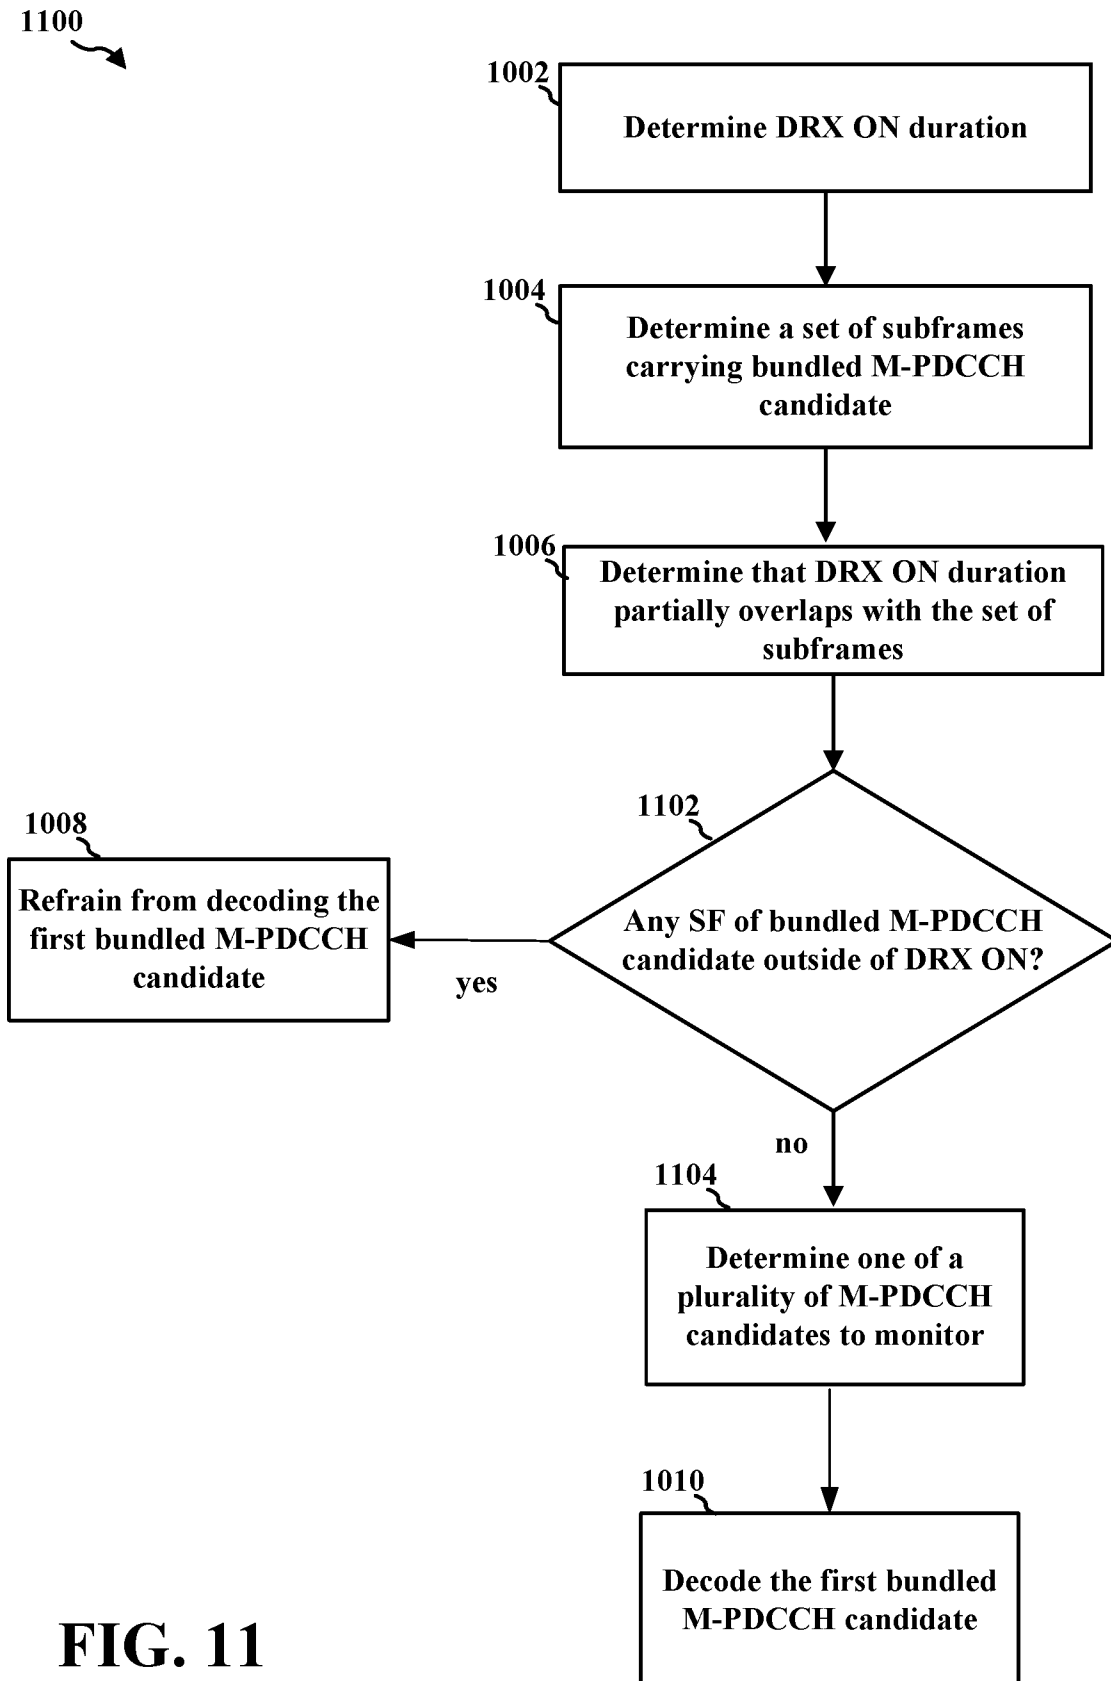 1100
1002
Determine DRX ON duration
1004
Determine a set of subframes
carrying bundled M-PDCCH
candidate
1006
Determine that DRX ON duration
partially overlaps with the set of
subframes
1102
Any SF of bundled M-PDCCH
candidate outside of DRX ON?
yes
1008
Refrain from decoding the
first bundled M-PDCCH
candidate
no
1104
Determine one of a
plurality of M-PDCCH
candidates to monitor
1010
Decode the first bundled
M-PDCCH candidate
FIG. 11